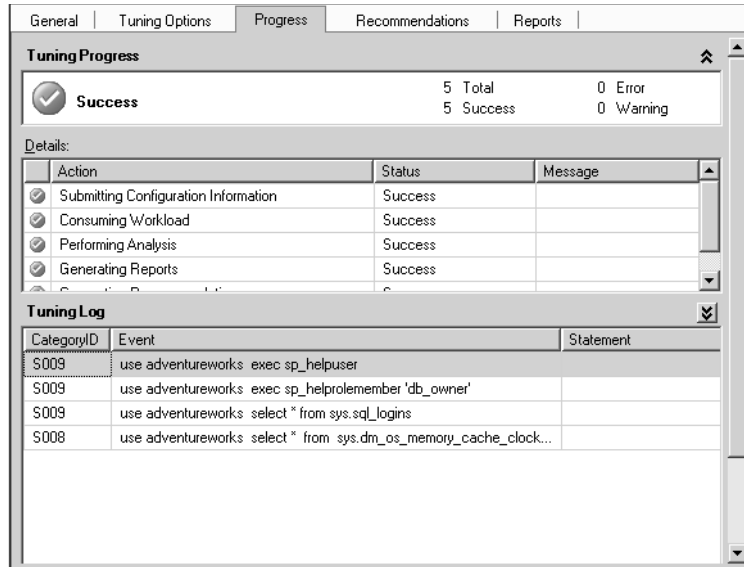 General Tuning Options Progress Recommendations Reports
Tuning Progress
Success
5 Total 0 Error
5 Success 0 Warning
Details:
Action Status Message
Submitting Configuration Information Success
Consuming Workload Success
Performing Analysis Success
Generating Reports Success
Tuning Log
CategoryID Event Statement
S009 use adventureworks exec sp_helpuser
S009 use adventureworks exec sp_helprolemember 'db_owner'
S009 use adventureworks select * from sys.sql_logins
S008 use adventureworks select * from sys.dm_os_memory_cache_clock...